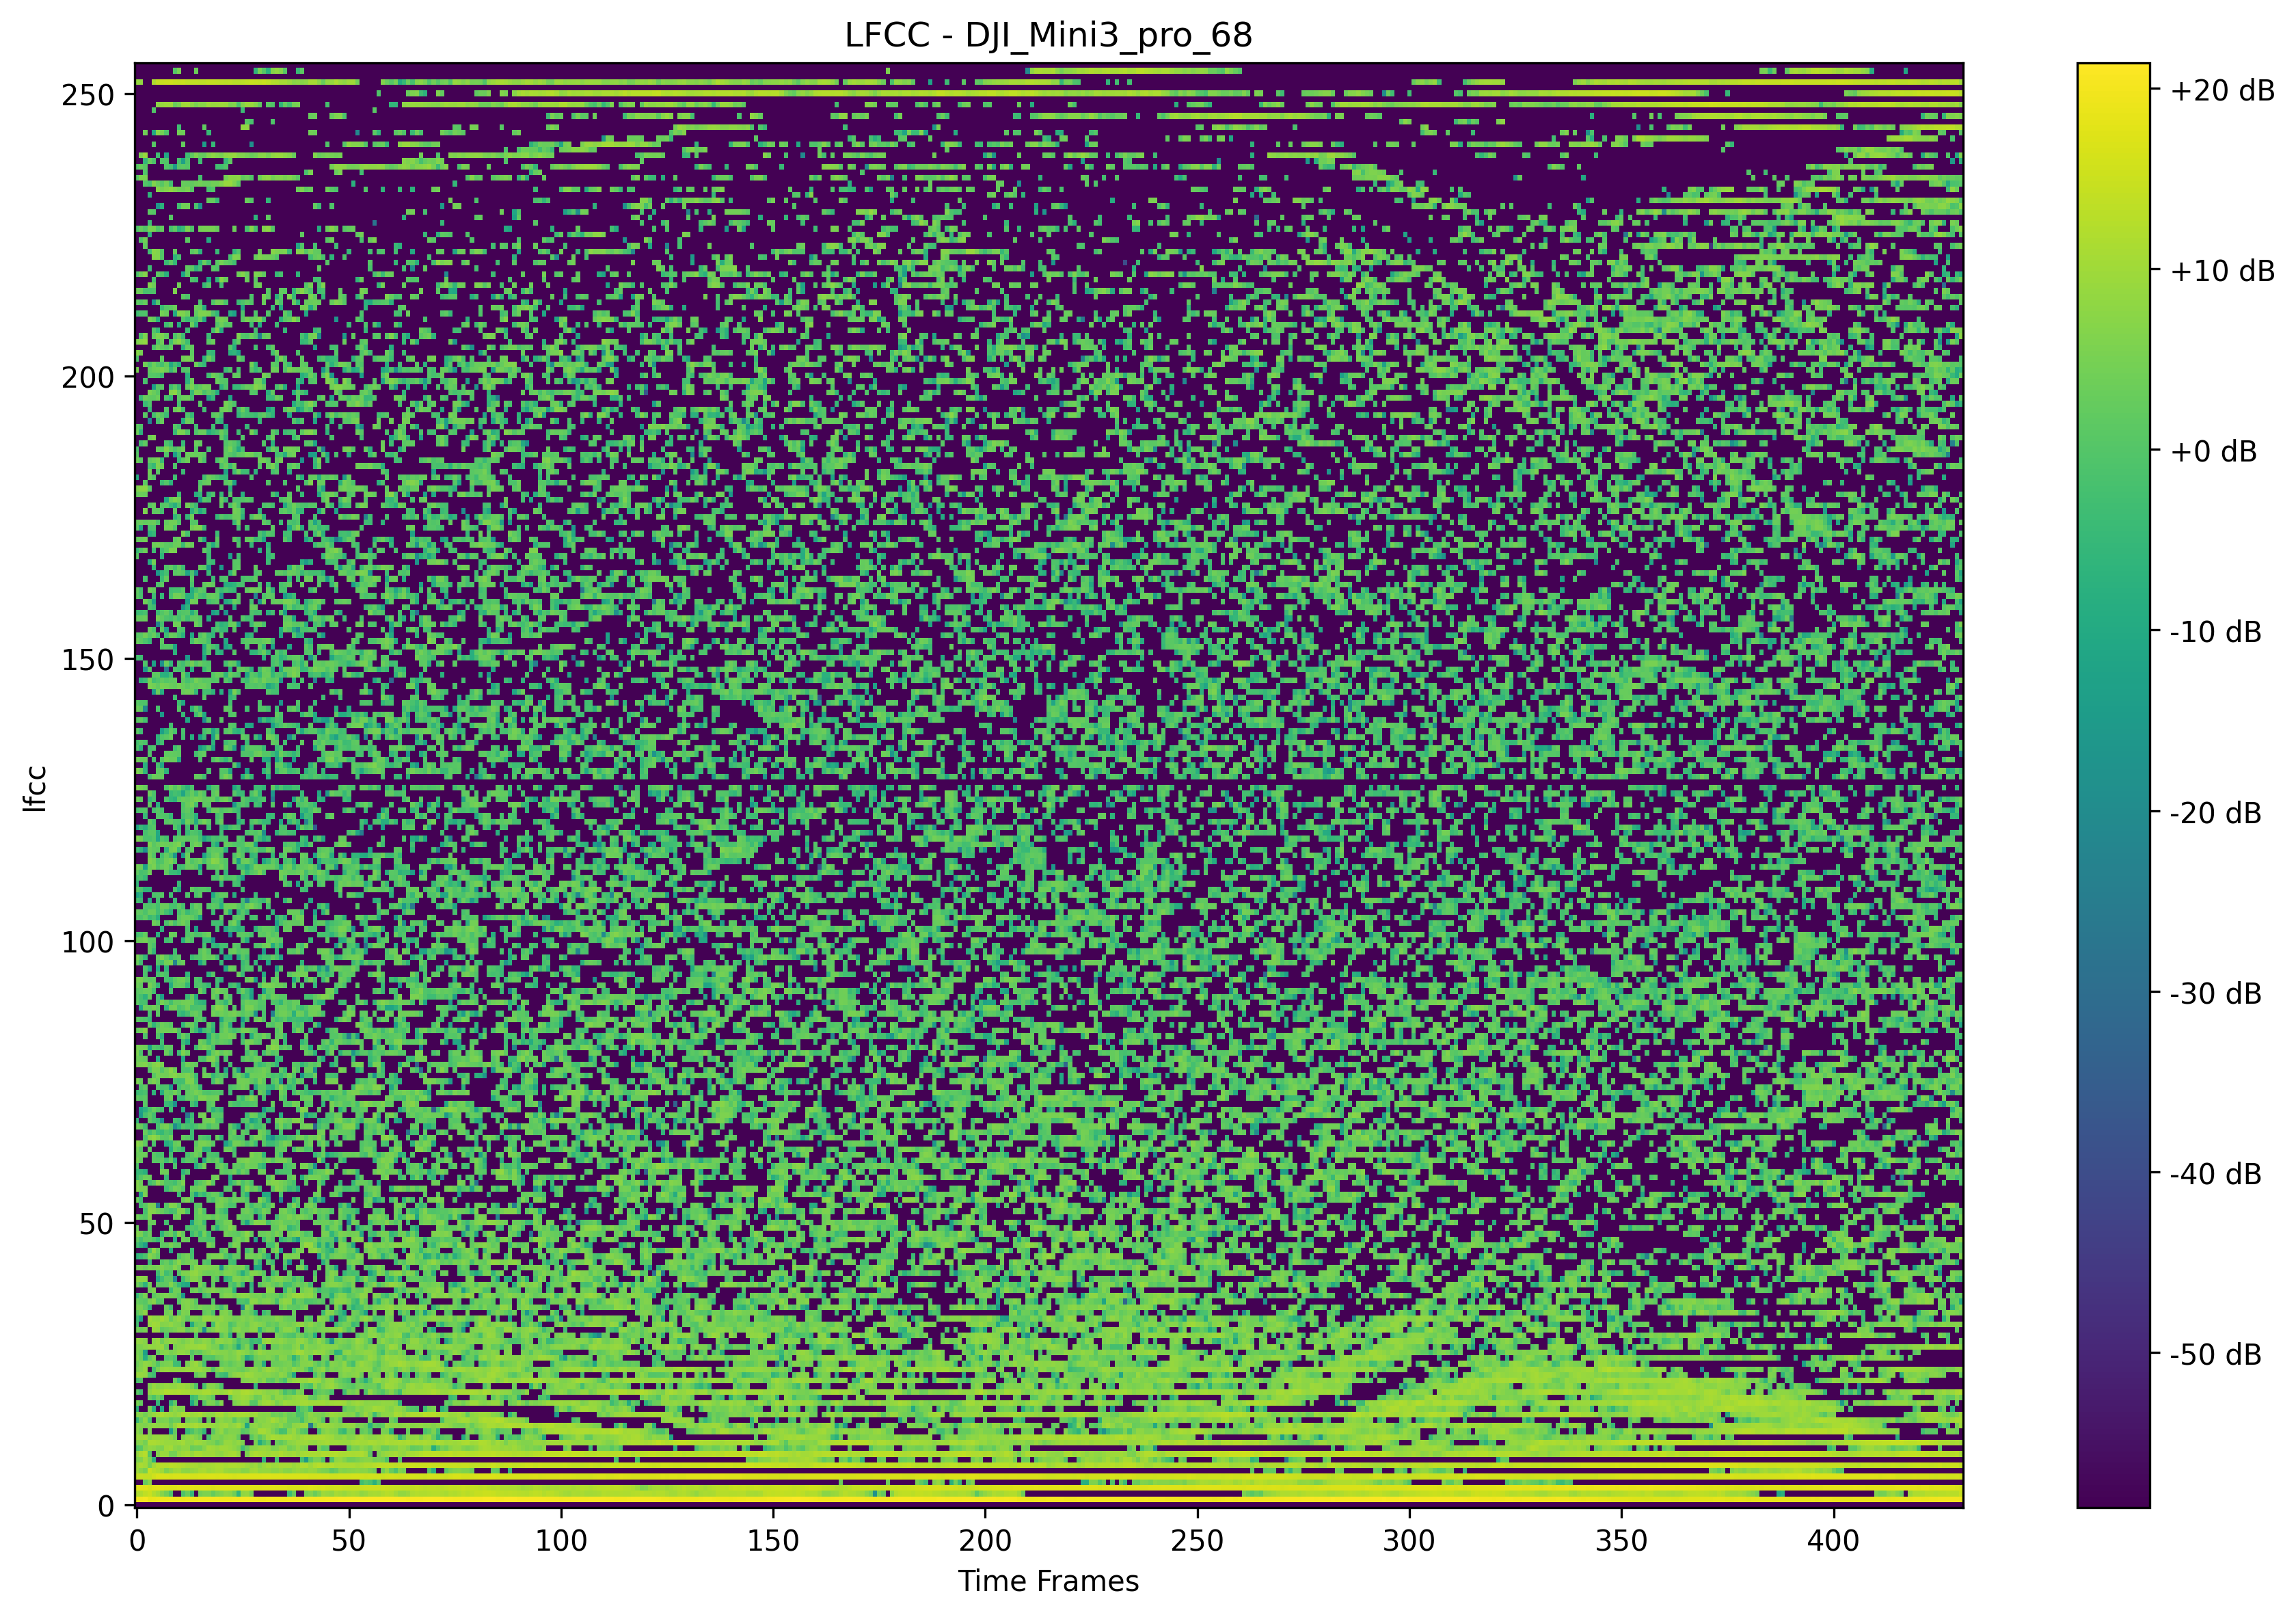 LFCC - DJI_Mini3_pro_68
250
200
150
100
50
0
lfcc
0 50 100 150 200 250 300 350 400
Time Frames
+20 dB
+10 dB
+0 dB
-10 dB
-20 dB
-30 dB
-40 dB
-50 dB